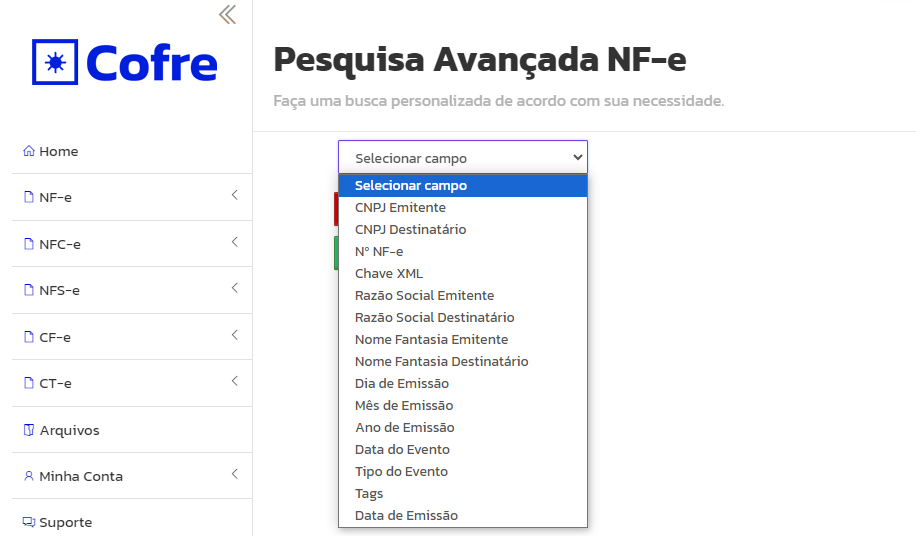 Cofre
Home
NF-e
NFC-e
NFS-e
CF-e
CT-e
Arquivos
Minha Conta
Suporte
Pesquisa Avançada NF-e
Faça uma busca personalizada de acordo com sua necessidade.
Selecionar campo
Selecionar campo
CNPJ Emitente
CNPJ Destinatário
Nº NF-e
Chave XML
Razão Social Emitente
Razão Social Destinatário
Nome Fantasia Emitente
Nome Fantasia Destinatário
Dia de Emissão
Mês de Emissão
Ano de Emissão
Data do Evento
Tipo do Evento
Tags
Data de Emissão